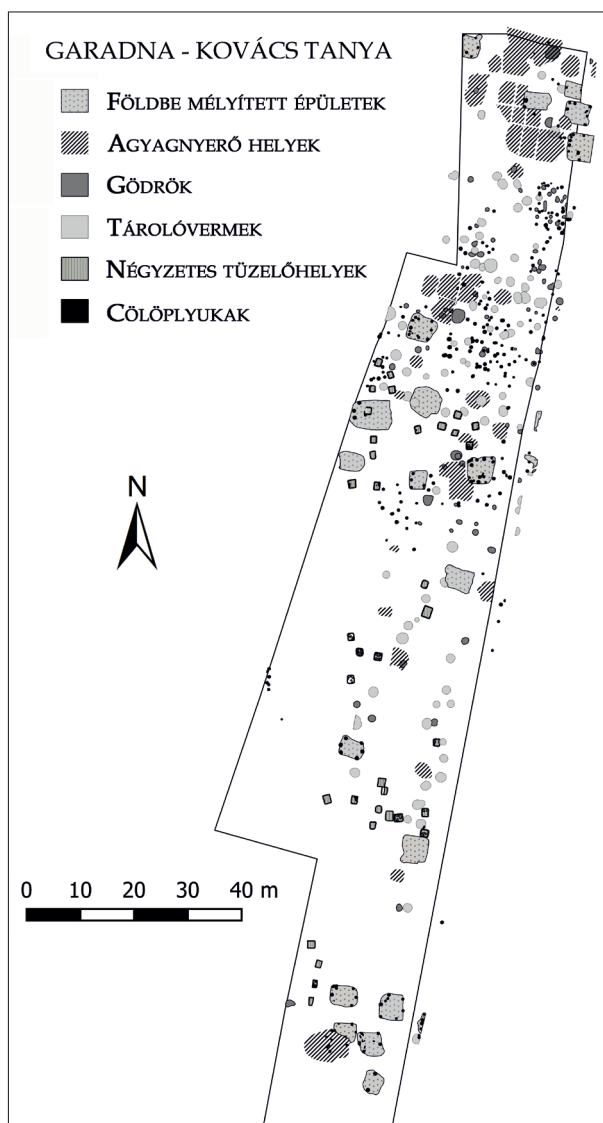 GARADNA - KOVÁCS TANYA
FÖLDBE MÉLYÍTETT ÉPÜLETEK
AGYAGNYERŐ HELYEK
GÖDRÖK
TÁROLÓVERMEK
NÉGYZETES TÜZELŐHELYEK
CÖLÖPLYUKAK
N
0 10 20 30 40 m